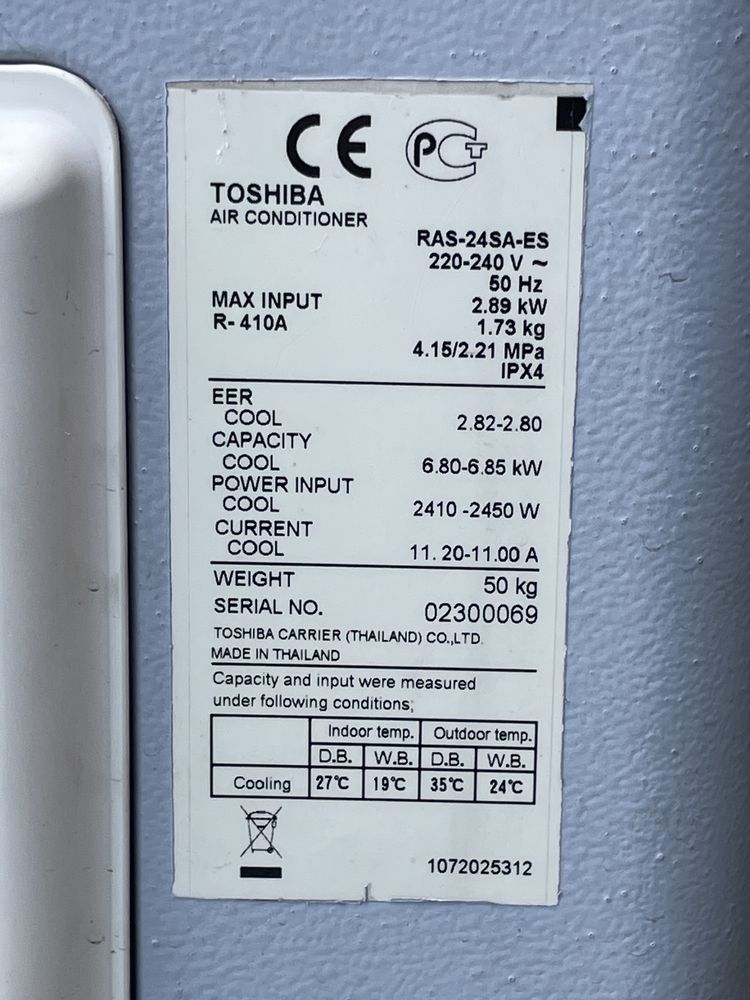 CE PCT
TOSHIBA
AIR CONDITIONER
RAS-24SA-ES
220-240 V ~
50 Hz
MAX INPUT 2.89 kW
R-410A 1.73 kg
4.15/2.21 MPa
IPX4
EER
COOL 2.82-2.80
CAPACITY
COOL 6.80-6.85 kW
POWER INPUT
COOL 2410 -2450 W
CURRENT
COOL 11.20-11.00 A
WEIGHT 50 kg
SERIAL NO. 02300069
TOSHIBA CARRIER (THAILAND) CO.,LTD.
MADE IN THAILAND
Capacity and input were measured
under following conditions;
Indoor temp. Outdoor temp.
D.B. W.B. D.B. W.B.
Cooling 27°C 19°C 35°C 24°C
1072025312